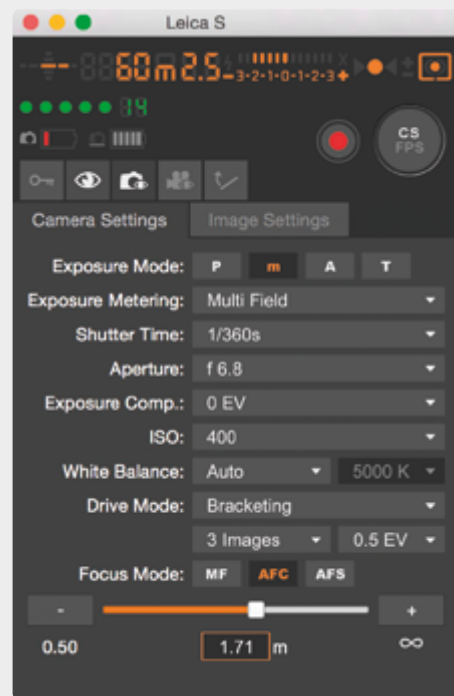 Leica S
60 m 2.5 -3-2-1-0-1-2-3+
14
CS
FPS
Camera Settings Image Settings
Exposure Mode: P m A T
Exposure Metering: Multi Field
Shutter Time: 1/360s
Aperture: f 6.8
Exposure Comp.: 0 EV
ISO: 400
White Balance: Auto 5000 K
Drive Mode: Bracketing
3 Images 0.5 EV
Focus Mode: MF AFC AFS
- +
0.50 1.71 m ∞